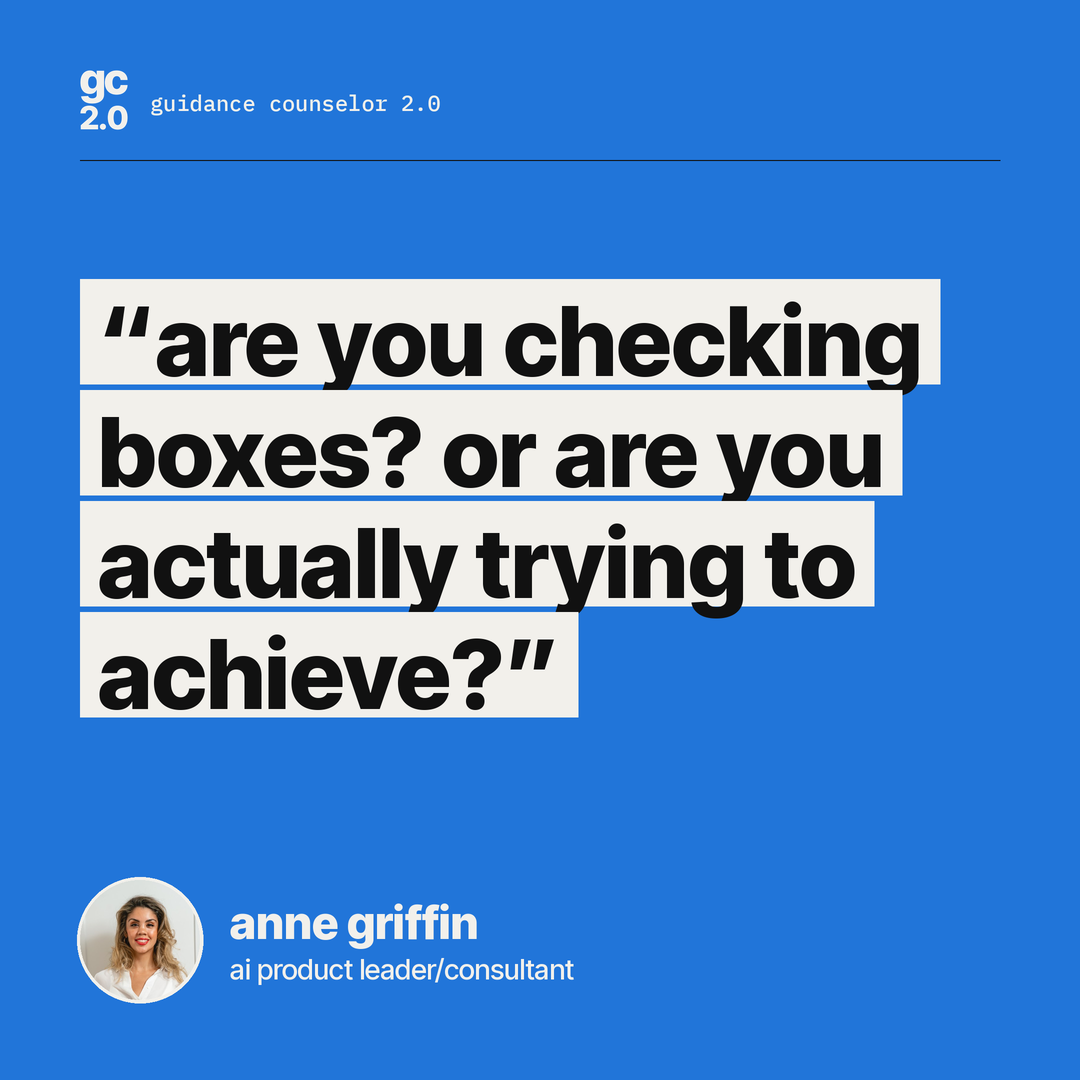 gc
2.0
guidance counselor 2.0
“are you checking
boxes? or are you
actually trying to
achieve?”
anne griffin
ai product leader/consultant